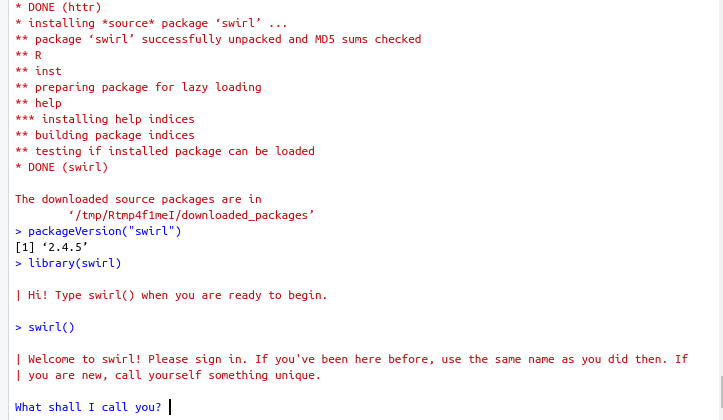 * DONE (httr)
* installing *source* package ‘swirl’ ...
** package ‘swirl’ successfully unpacked and MD5 sums checked
** R
** inst
** preparing package for lazy loading
** help
*** installing help indices
** building package indices
** testing if installed package can be loaded
* DONE (swirl)
The downloaded source packages are in
‘/tmp/Rtmp4f1meI/downloaded_packages’
> packageVersion("swirl")
[1] ‘2.4.5’
> library(swirl)
| Hi! Type swirl() when you are ready to begin.
> swirl()
| Welcome to swirl! Please sign in. If you've been here before, use the same name as you did then. If
| you are new, call yourself something unique.
What shall I call you?